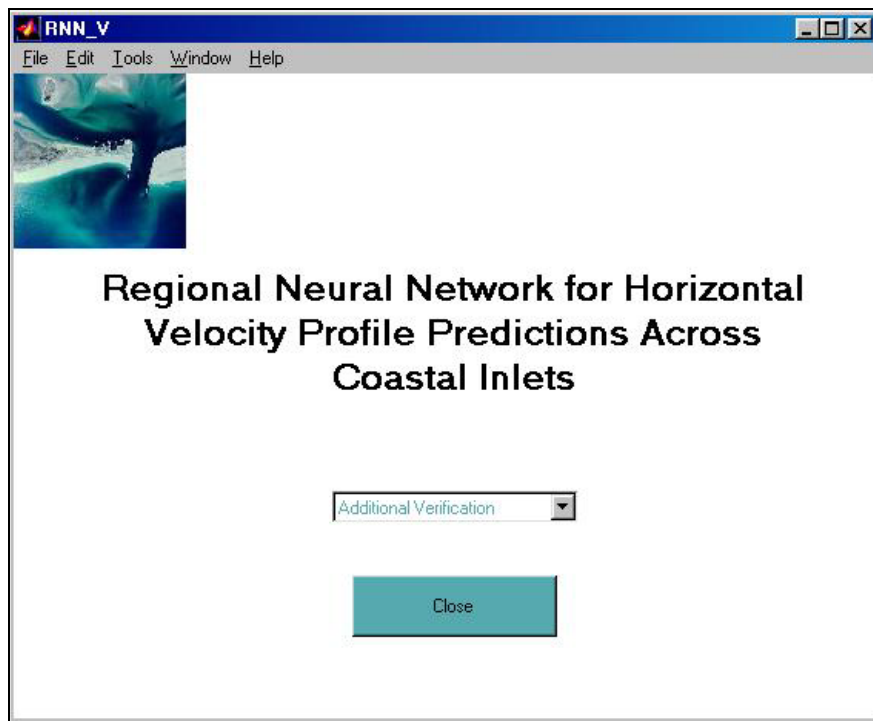 RNN_V
File Edit Tools Window Help
Regional Neural Network for Horizontal
Velocity Profile Predictions Across
Coastal Inlets
Additional Verification
Close